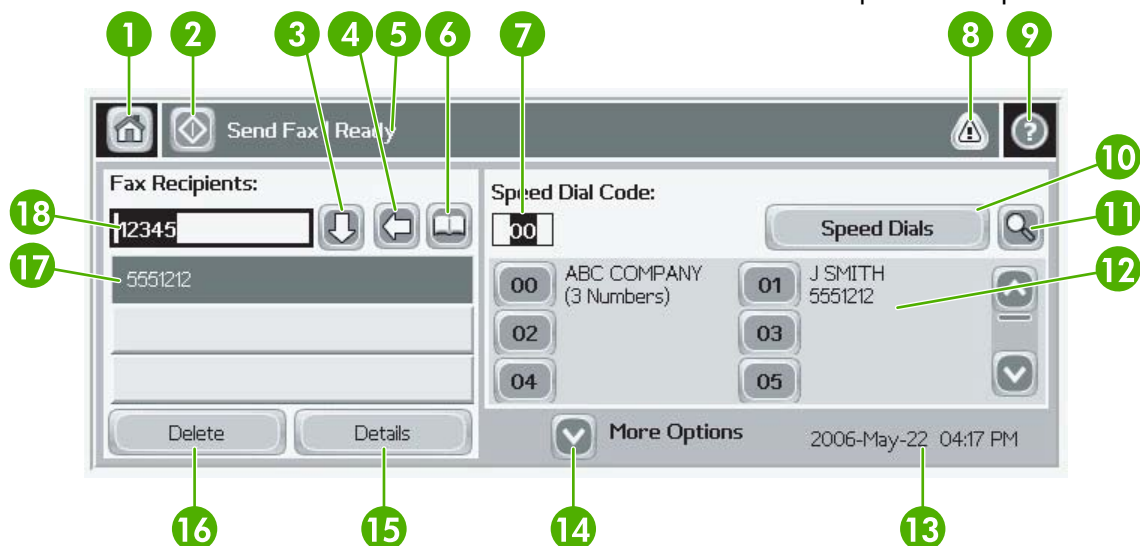 1 2 3 4 5 6 7 8 9
Send Fax | Ready
?
10
Fax Recipients:
Speed Dial Code:
18
12345
00
Speed Dials
11
17
5551212
00 ABC COMPANY
(3 Numbers)
01 J SMITH
5551212
12
02
03
04
05
Delete
Details
More Options
2006-May-22 04:17 PM
16 15 14 13